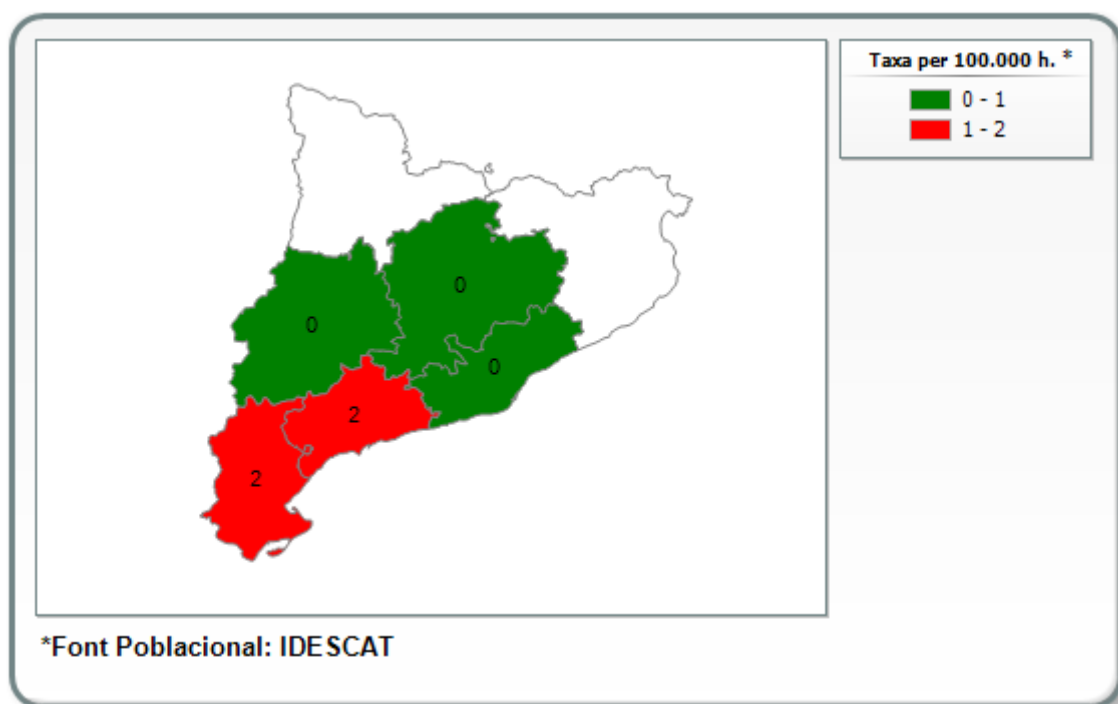 Taxa per 100.000 h. *
0 - 1
1 - 2
0
0
0
2
2
*Font Poblacional: IDESCAT